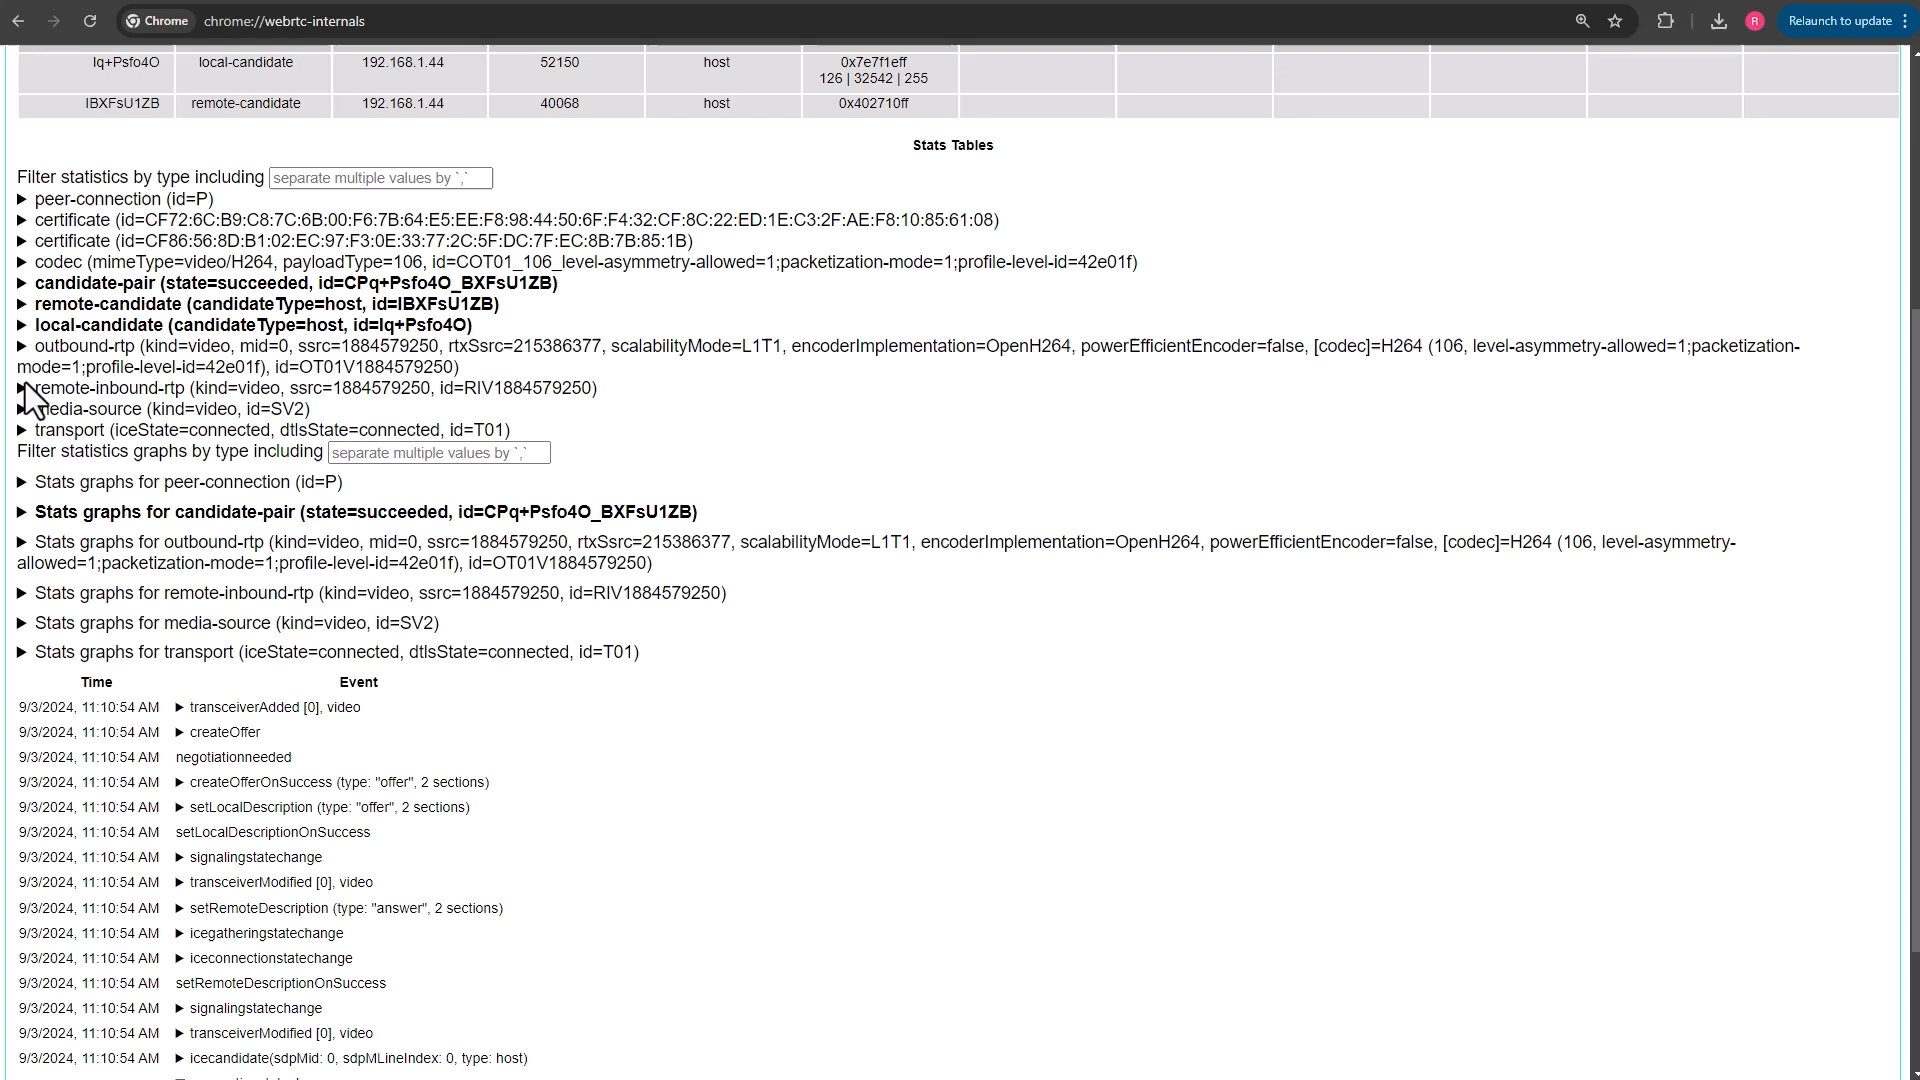 Chrome chrome://webrtc-internals R Relaunch to update
Iq+Psfo4O local-candidate 192.168.1.44 52150 host 0x7e7f1eff
126 | 32542 | 255
IBXFsU1ZB remote-candidate 192.168.1.44 40068 host 0x402710ff
Stats Tables
Filter statistics by type including separate multiple values by `,`
peer-connection (id=P)
certificate (id=CF72:6C:B9:C8:7C:6B:00:F6:7B:64:E5:EE:F8:98:44:50:6F:F4:32:CF:8C:22:ED:1E:C3:2F:AE:F8:10:85:61:08)
certificate (id=CF86:56:8D:B1:02:EC:97:F3:0E:33:77:2C:5F:DC:7F:EC:8B:7B:85:1B)
codec (mimeType=video/H264, payloadType=106, id=COT01_106_level-asymmetry-allowed=1;packetization-mode=1;profile-level-id=42e01f)
candidate-pair (state=succeeded, id=CPq+Psfo4O_BXFsU1ZB)
remote-candidate (candidateType=host, id=IBXFsU1ZB)
local-candidate (candidateType=host, id=Iq+Psfo4O)
outbound-rtp (kind=video, mid=0, ssrc=1884579250, rtxSsrc=215386377, scalabilityMode=L1T1, encoderImplementation=OpenH264, powerEfficientEncoder=false, [codec]=H264 (106, level-asymmetry-allowed=1;packetization-
mode=1;profile-level-id=42e01f), id=OT01V1884579250)
remote-inbound-rtp (kind=video, ssrc=1884579250, id=RIV1884579250)
media-source (kind=video, id=SV2)
transport (iceState=connected, dtlsState=connected, id=T01)
Filter statistics graphs by type including separate multiple values by `,`
Stats graphs for peer-connection (id=P)
Stats graphs for candidate-pair (state=succeeded, id=CPq+Psfo4O_BXFsU1ZB)
Stats graphs for outbound-rtp (kind=video, mid=0, ssrc=1884579250, rtxSsrc=215386377, scalabilityMode=L1T1, encoderImplementation=OpenH264, powerEfficientEncoder=false, [codec]=H264 (106, level-asymmetry-
allowed=1;packetization-mode=1;profile-level-id=42e01f), id=OT01V1884579250)
Stats graphs for remote-inbound-rtp (kind=video, ssrc=1884579250, id=RIV1884579250)
Stats graphs for media-source (kind=video, id=SV2)
Stats graphs for transport (iceState=connected, dtlsState=connected, id=T01)
Time Event
9/3/2024, 11:10:54 AM transceiverAdded [0], video
9/3/2024, 11:10:54 AM createOffer
9/3/2024, 11:10:54 AM negotiationneeded
9/3/2024, 11:10:54 AM createOfferOnSuccess (type: "offer", 2 sections)
9/3/2024, 11:10:54 AM setLocalDescription (type: "offer", 2 sections)
9/3/2024, 11:10:54 AM setLocalDescriptionOnSuccess
9/3/2024, 11:10:54 AM signalingstatechange
9/3/2024, 11:10:54 AM transceiverModified [0], video
9/3/2024, 11:10:54 AM setRemoteDescription (type: "answer", 2 sections)
9/3/2024, 11:10:54 AM icegatheringstatechange
9/3/2024, 11:10:54 AM iceconnectionstatechange
9/3/2024, 11:10:54 AM setRemoteDescriptionOnSuccess
9/3/2024, 11:10:54 AM signalingstatechange
9/3/2024, 11:10:54 AM transceiverModified [0], video
9/3/2024, 11:10:54 AM icecandidate(sdpMid: 0, sdpMLineIndex: 0, type: host)